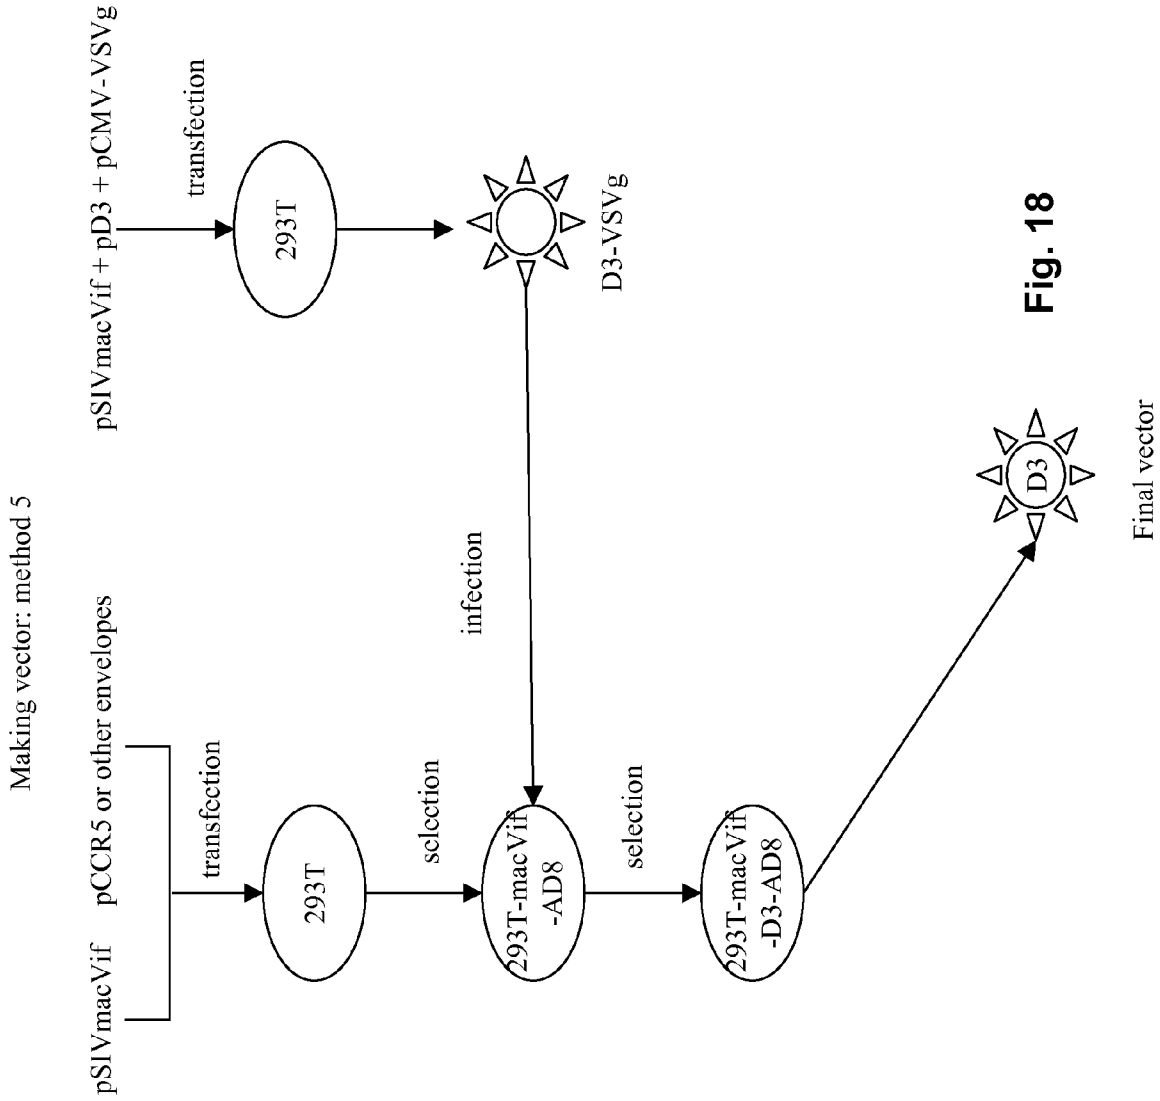 Making vector: method 5
pSIVmacVif
pCCR5 or other envelopes
pSIVmacVif + pD3 + pCMV-VSVg
transfection
transfection
293T
293T
selection
infection
D3-VSVg
293T-macVif
-AD8
selection
293T-macVif
-D3-AD8
D3
Final vector
Fig. 18